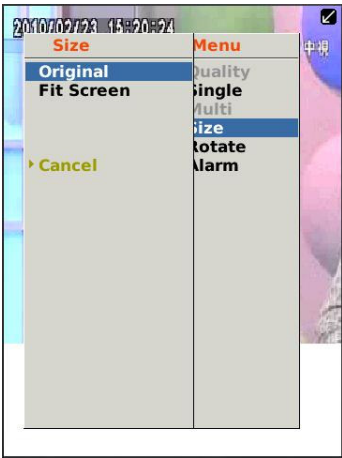 2010/02/23 15:20:24
Size
Menu
中視
Original
Quality
Fit Screen
Single
Multi
Size
Rotate
Cancel
Alarm